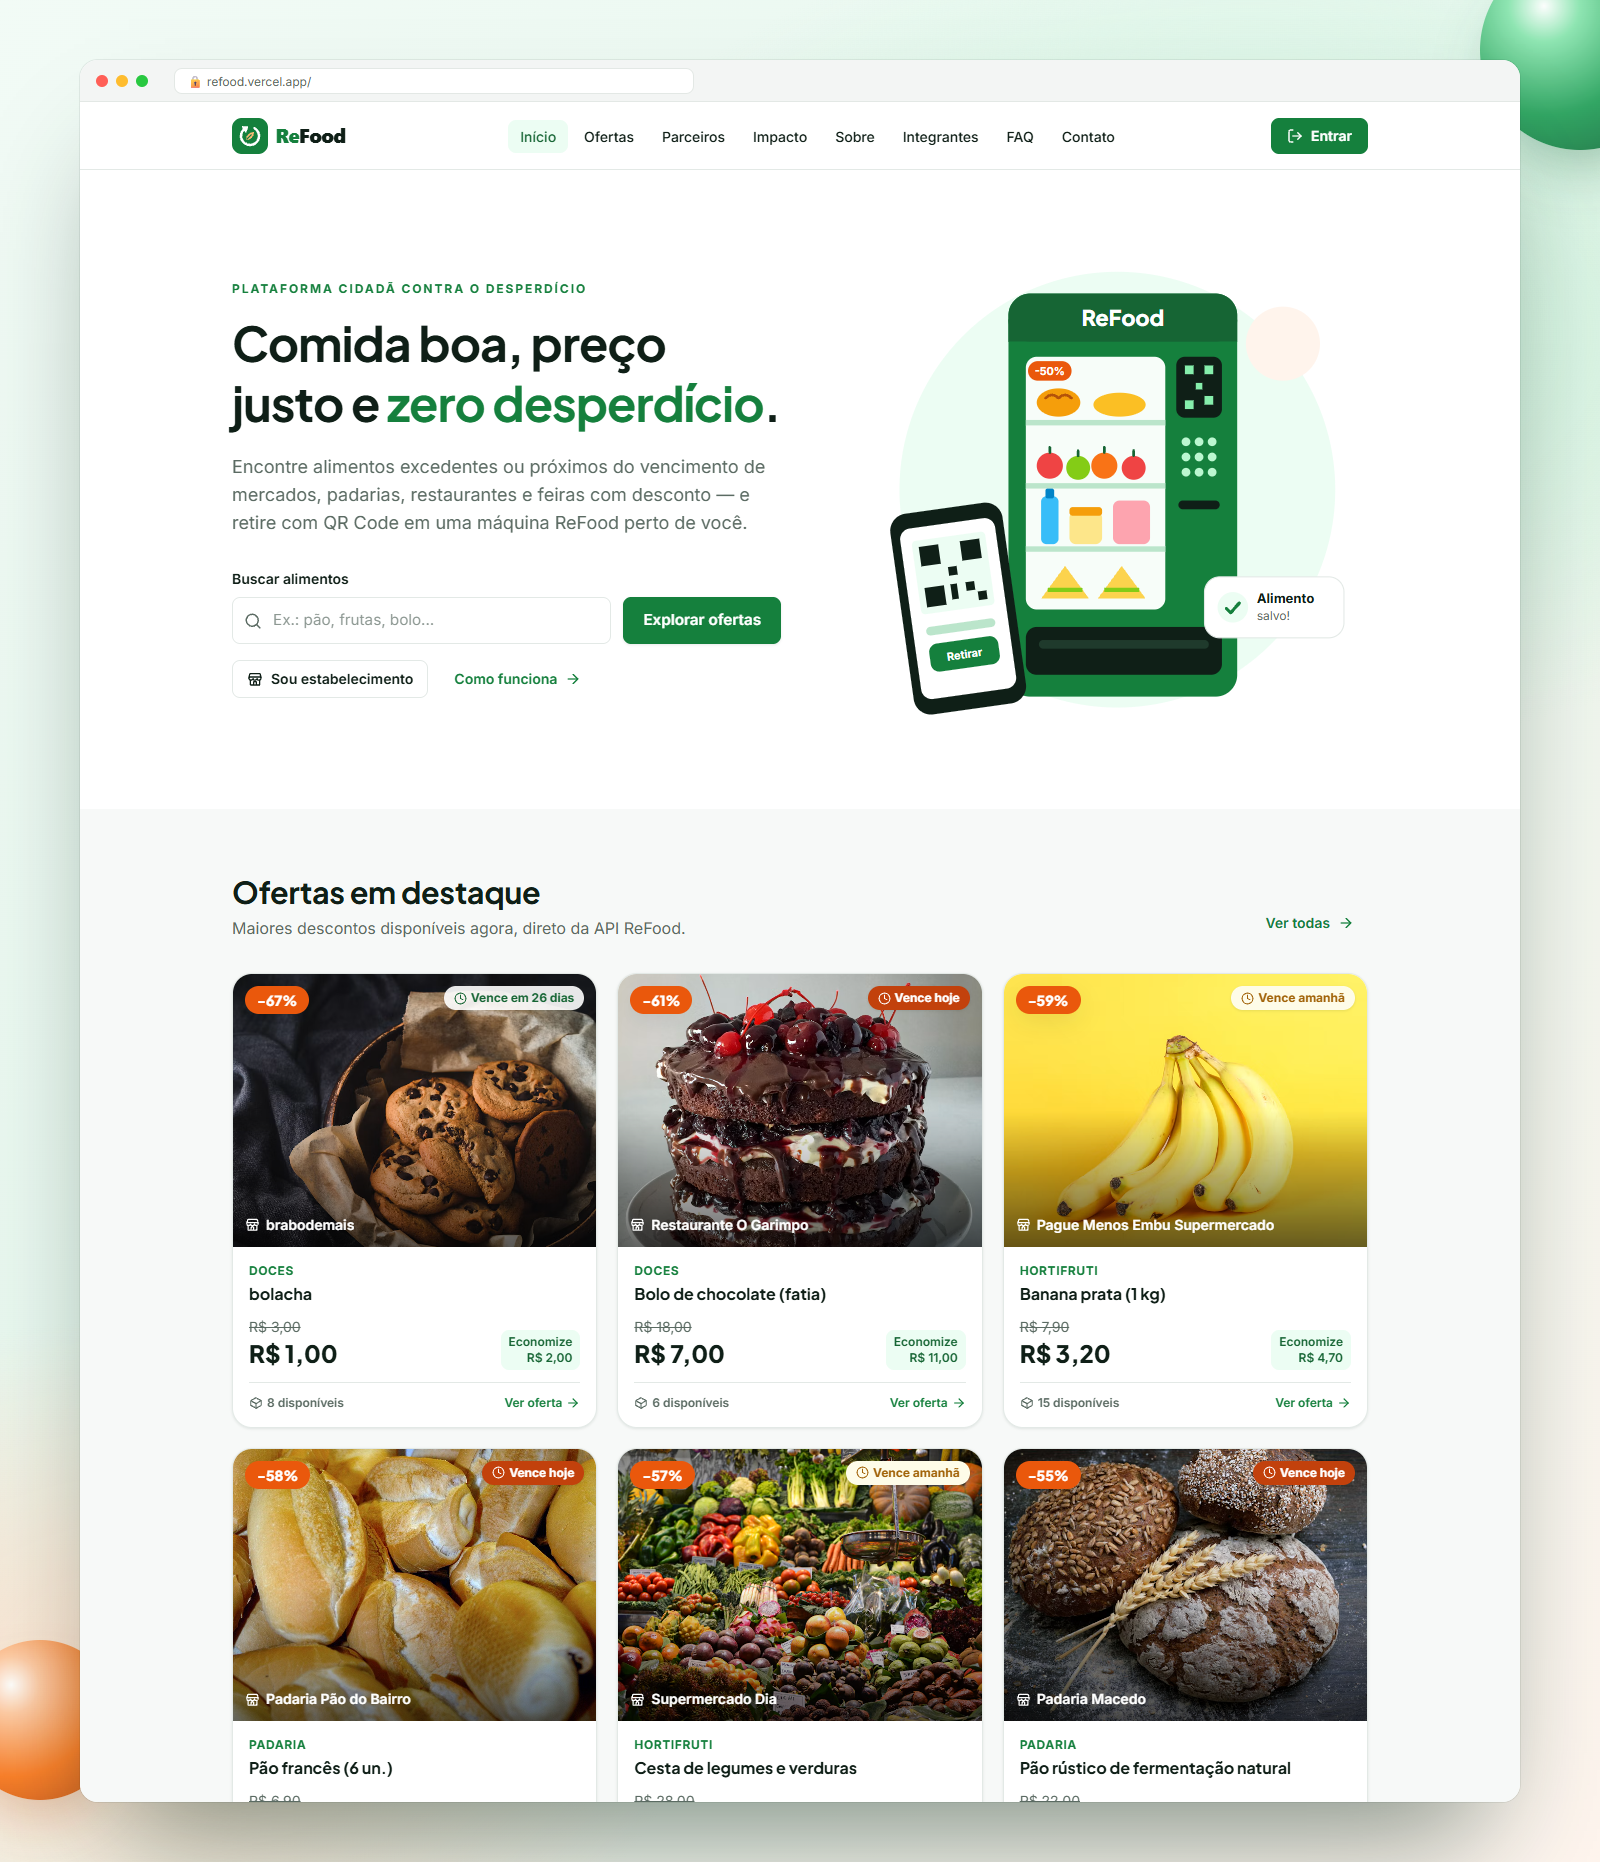 refood.vercel.app/
ReFood
Início
Ofertas
Parceiros
Impacto
Sobre
Integrantes
FAQ
Contato
Entrar
PLATAFORMA CIDADÃ CONTRA O DESPERDÍCIO
Comida boa, preço
justo e zero desperdício.
Encontre alimentos excedentes ou próximos do vencimento de
mercados, padarias, restaurantes e feiras com desconto — e
retire com QR Code em uma máquina ReFood perto de você.
Buscar alimentos
Ex.: pão, frutas, bolo...
Explorar ofertas
Sou estabelecimento
Como funciona
ReFood
-50%
Alimento
salvo!
Retirar
Ofertas em destaque
Maiores descontos disponíveis agora, direto da API ReFood.
Ver todas
-67%
Vence em 26 dias
brabodemais
DOCES
bolacha
R$ 3,00
R$ 1,00
Economize
R$ 2,00
8 disponíveis
Ver oferta
-61%
Vence hoje
Restaurante O Garimpo
DOCES
Bolo de chocolate (fatia)
R$ 18,00
R$ 7,00
Economize
R$ 11,00
6 disponíveis
Ver oferta
-59%
Vence amanhã
Pague Menos Embu Supermercado
HORTIFRUTI
Banana prata (1 kg)
R$ 7,90
R$ 3,20
Economize
R$ 4,70
15 disponíveis
Ver oferta
-58%
Vence hoje
Padaria Pão do Bairro
PADARIA
Pão francês (6 un.)
R$ 6,90
-57%
Vence amanhã
Supermercado Dia
HORTIFRUTI
Cesta de legumes e verduras
R$ 28,00
-55%
Vence hoje
Padaria Macedo
PADARIA
Pão rústico de fermentação natural
R$ 22,00